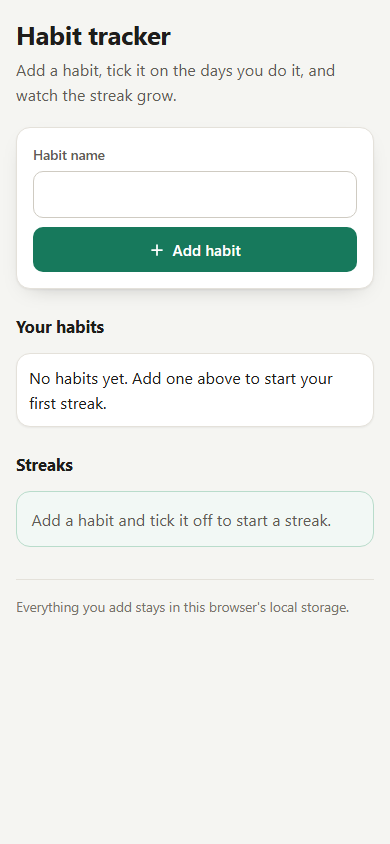 Habit tracker
Add a habit, tick it on the days you do it, and
watch the streak grow.
Habit name
+ Add habit
Your habits
No habits yet. Add one above to start your
first streak.
Streaks
Add a habit and tick it off to start a streak.
Everything you add stays in this browser's local storage.